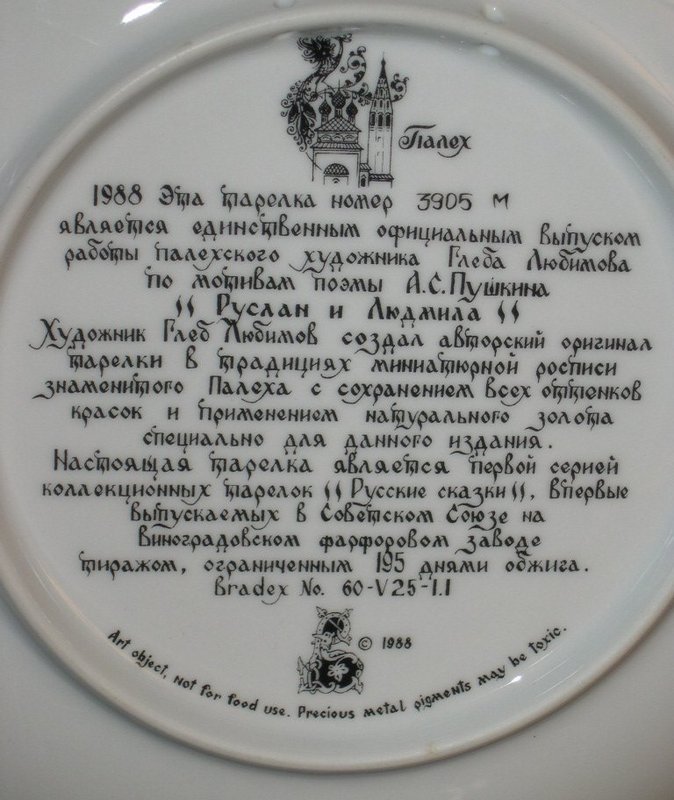 Палех
1988 Эта тарелка номер 3905 М
является единственным официальным выпуском
работы палехского художника Глеба Любимова
по мотивам поэмы А.С.Пушкина
"Руслан и Людмила"
Художник Глеб Любимов создал авторский оригинал
тарелки в традициях миниатюрной росписи
знаменитого Палеха с сохранением всех оттенков
красок и применением натурального золота
специально для данного издания.
Настоящая тарелка является первой серией
коллекционных тарелок "Русские сказки", впервые
выпускаемых в Советском Союзе на
Виноградовском фарфоровом заводе
тиражом, ограниченным 195 днями обжига.
Bradex No. 60-V25-1.1
© 1988
Art object, not for food use. Precious metal pigments may be toxic.